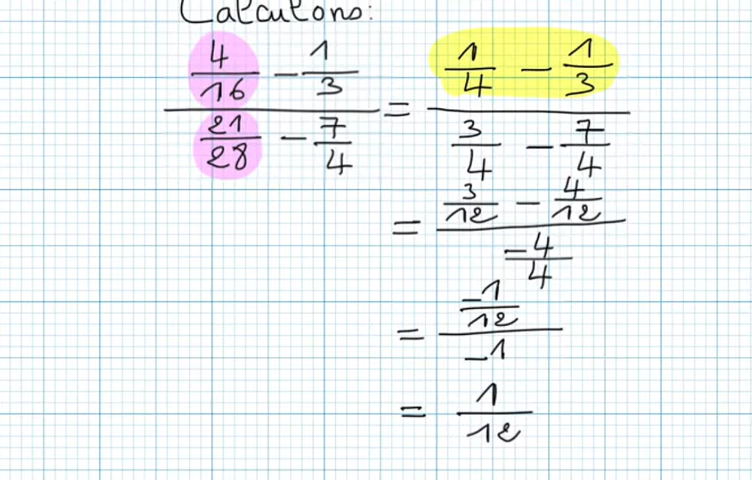 Calculons:
4/16 - 1/3 / 21/28 - 7/4 = 1/4 - 1/3 / 3/4 - 7/4
= 3/12 - 4/12 / -4/4
= -1/12 / -1
= 1/12